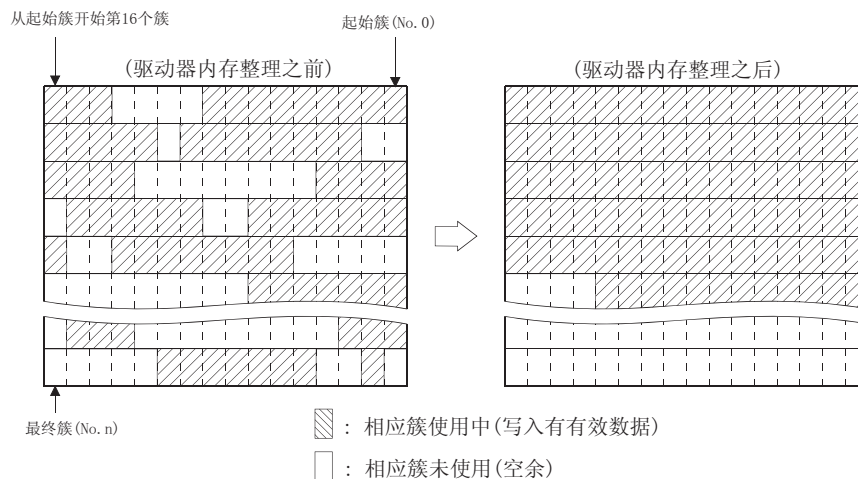 从起始簇开始第16个簇
起始簇(No.0)
(驱动器内存整理之前)
(驱动器内存整理之后)
最终簇(No.n)
: 相应簇使用中(写入有有效数据)
: 相应簇未使用(空余)